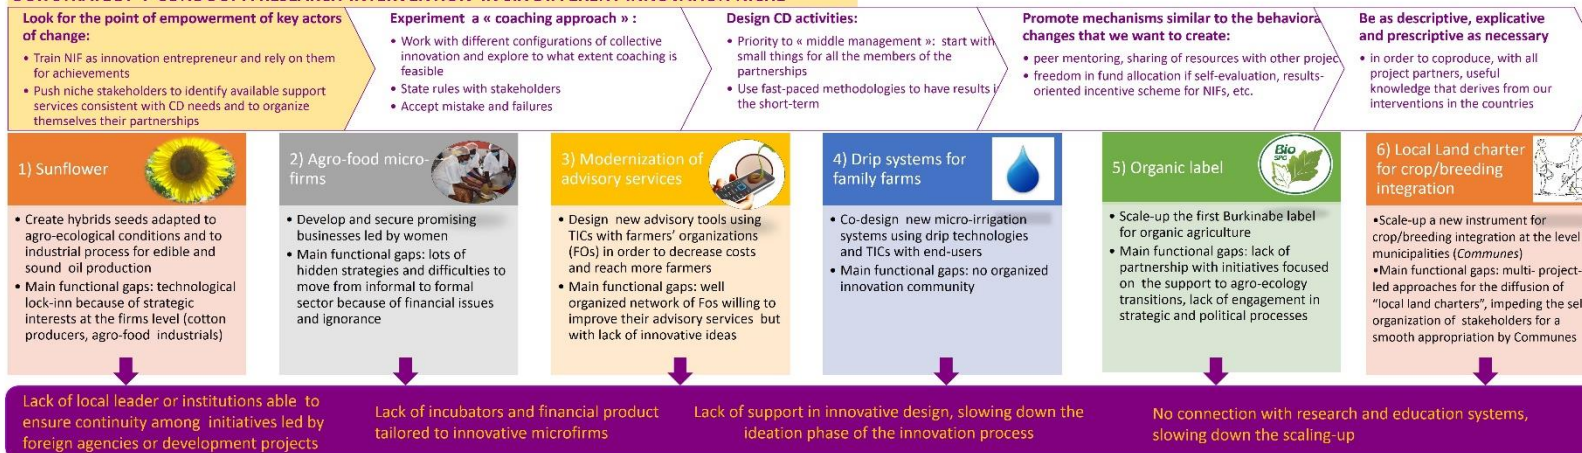 Look for the point of empowerment of key actors
of change:
• Train NIF as innovation entrepreneur and rely on them
for achievements
• Push niche stakeholders to identify available support
services consistent with CD needs and to organize
themselves their partnerships
Experiment a « coaching approach » :
• Work with different configurations of collective
innovation and explore to what extent coaching is
feasible
• State rules with stakeholders
• Accept mistake and failures
Design CD activities:
• Priority to « middle management »: start with
small things for all the members of the
partnerships
• Use fast-paced methodologies to have results i
the short-term
Promote mechanisms similar to the behaviora
changes that we want to create:
• peer mentoring, sharing of resources with other projec
• freedom in fund allocation if self-evaluation, results-
oriented incentive scheme for NIFs, etc.
Be as descriptive, explicative
and prescriptive as necessary
• in order to coproduce, with all
project partners, useful
knowledge that derives from our
interventions in the countries
1) Sunflower
• Create hybrids seeds adapted to
agro-ecological conditions and to
industrial process for edible and
sound oil production
• Main functional gaps: technological
lock-inn because of strategic
interests at the firms level (cotton
producers, agro-food industrials)
2) Agro-food micro-
firms
• Develop and secure promising
businesses led by women
• Main functional gaps: lots of
hidden strategies and difficulties to
move from informal to formal
sector because of financial issues
and ignorance
3) Modernization of
advisory services
• Design new advisory tools using
TICs with farmers' organizations
(FOs) in order to decrease costs
and reach more farmers
• Main functional gaps: well
organized network of Fos willing to
improve their advisory services but
with lack of innovative ideas
4) Drip systems for
family farms
• Co-design new micro-irrigation
systems using drip technologies
and TICs with end-users
• Main functional gaps: no organized
innovation community
5) Organic label
Bio
SPG
• Scale-up the first Burkinabe label
for organic agriculture
• Main functional gaps: lack of
partnership with initiatives focused
on the support to agro-ecology
transitions, lack of engagement in
strategic and political processes
6) Local Land charter
for crop/breeding
integration
•Scale-up a new instrument for
crop/breeding integration at the level
municipalities (Communes)
•Main functional gaps: multi- project-
led approaches for the diffusion of
"local land charters", impeding the sel
organization of stakeholders for a
smooth appropriation by Communes
Lack of local leader or institutions able to
ensure continuity among initiatives led by
foreign agencies or development projects
Lack of incubators and financial product
tailored to innovative microfirms
Lack of support in innovative design, slowing down the
ideation phase of the innovation process
No connection with research and education systems,
slowing down the scaling-up